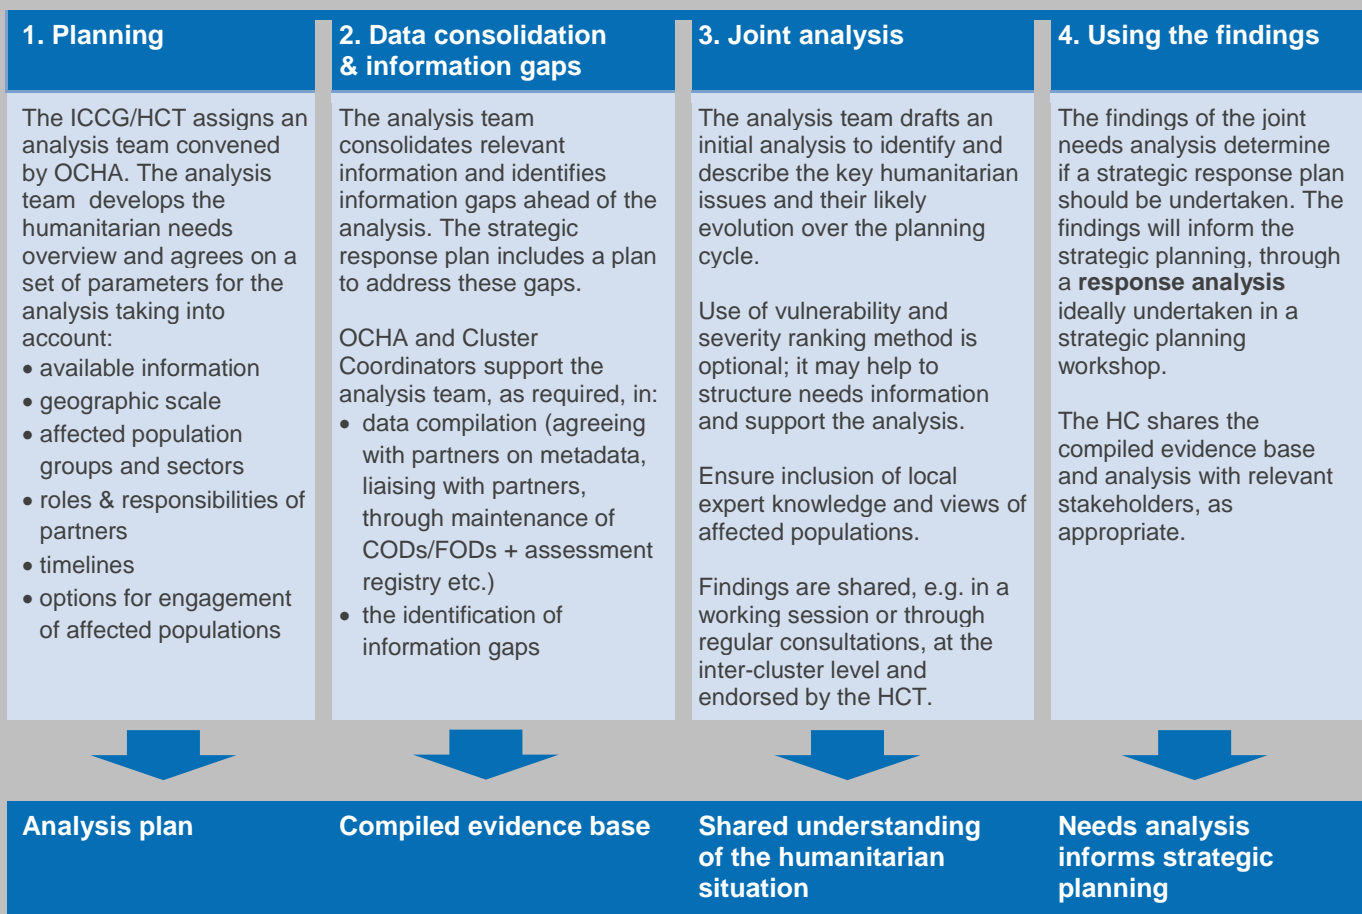 1. Planning
The ICCG/HCT assigns an
analysis team convened
by OCHA. The analysis
team  develops the
humanitarian needs
overview and agrees on a
set of parameters for the
analysis taking into
account:
• available information
• geographic scale
• affected population
groups and sectors
• roles & responsibilities of
partners
• timelines
• options for engagement
of affected populations
Analysis plan
2. Data consolidation
& information gaps
The analysis team
consolidates relevant
information and identifies
information gaps ahead of the
analysis. The strategic
response plan includes a plan
to address these gaps.
OCHA and Cluster
Coordinators support the
analysis team, as required, in:
• data compilation (agreeing
with partners on metadata,
liaising with partners,
through maintenance of
CODs/FODs + assessment
registry etc.)
• the identification of
information gaps
Compiled evidence base
3. Joint analysis
The analysis team drafts an
initial analysis to identify and
describe the key humanitarian
issues and their likely
evolution over the planning
cycle.
Use of vulnerability and
severity ranking method is
optional; it may help to
structure needs information
and support the analysis.
Ensure inclusion of local
expert knowledge and views of
affected populations.
Findings are shared, e.g. in a
working session or through
regular consultations, at the
inter-cluster level and
endorsed by the HCT.
Shared understanding
of the humanitarian
situation
4. Using the findings
The findings of the joint
needs analysis determine
if a strategic response plan
should be undertaken. The
findings will inform the
strategic planning, through
a response analysis
ideally undertaken in a
strategic planning
workshop.
The HC shares the
compiled evidence base
and analysis with relevant
stakeholders, as
appropriate.
Needs analysis
informs strategic
planning